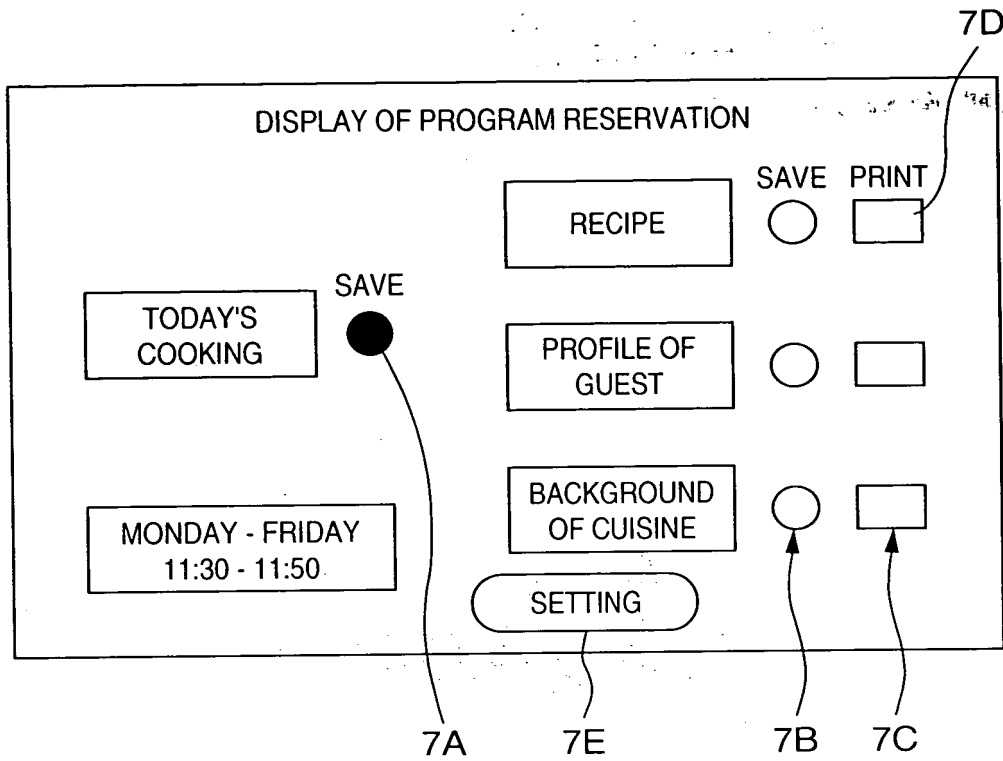 7D
DISPLAY OF PROGRAM RESERVATION
SAVE PRINT
RECIPE
SAVE
TODAY'S
COOKING
PROFILE OF
GUEST
BACKGROUND
OF CUISINE
MONDAY - FRIDAY
11:30 - 11:50
SETTING
7A 7E 7B 7C